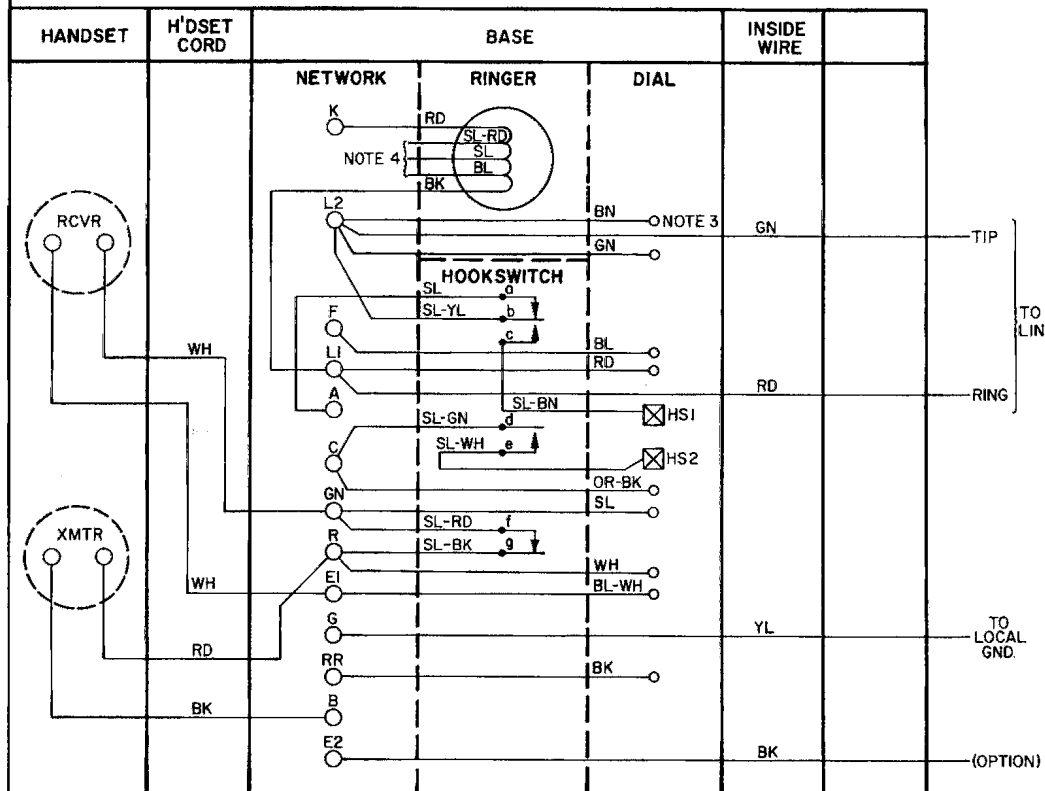 HANDSET
H'DSET CORD
BASE
INSIDE WIRE
NETWORK
RINGER
DIAL
K
RD
SL-RD
SL
BL
NOTE 4
BK
L2
BN
NOTE 3
GN
TIP
GN
RCVR
HOOKSWITCH
SL
a
SL-YL
b
TO LIN
F
c
BL
WH
L1
RD
RD
RING
A
SL-BN
HS1
SL-GN
d
SL-WH
e
C
HS2
OR-BK
GN
SL
SL-RD
f
XMTR
R
SL-BK
g
WH
WH
E1
BL-WH
G
YL
TO LOCAL GND.
RD
RR
BK
BK
B
E2
BK
(OPTION)